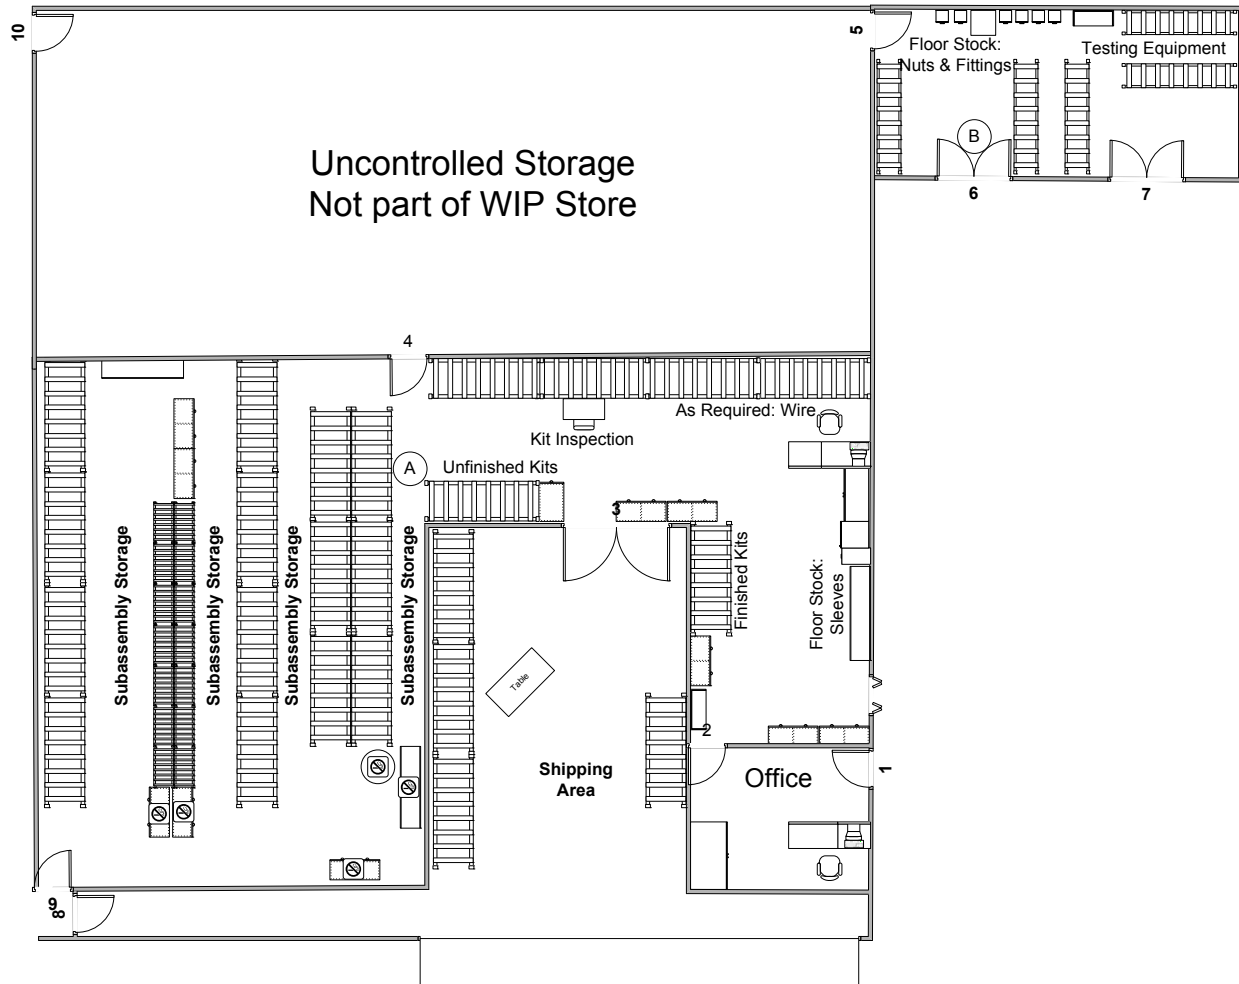 10
5
Floor Stock:
Nuts & Fittings
Testing Equipment
B
6
7
Uncontrolled Storage
Not part of WIP Store
4
As Required: Wire
Kit Inspection
A
Unfinished Kits
3
Subassembly Storage
Subassembly Storage
Subassembly Storage
Subassembly Storage
Finished Kits
Floor Stock:
Sleeves
Table
2
Shipping
Area
Office
1
9
8